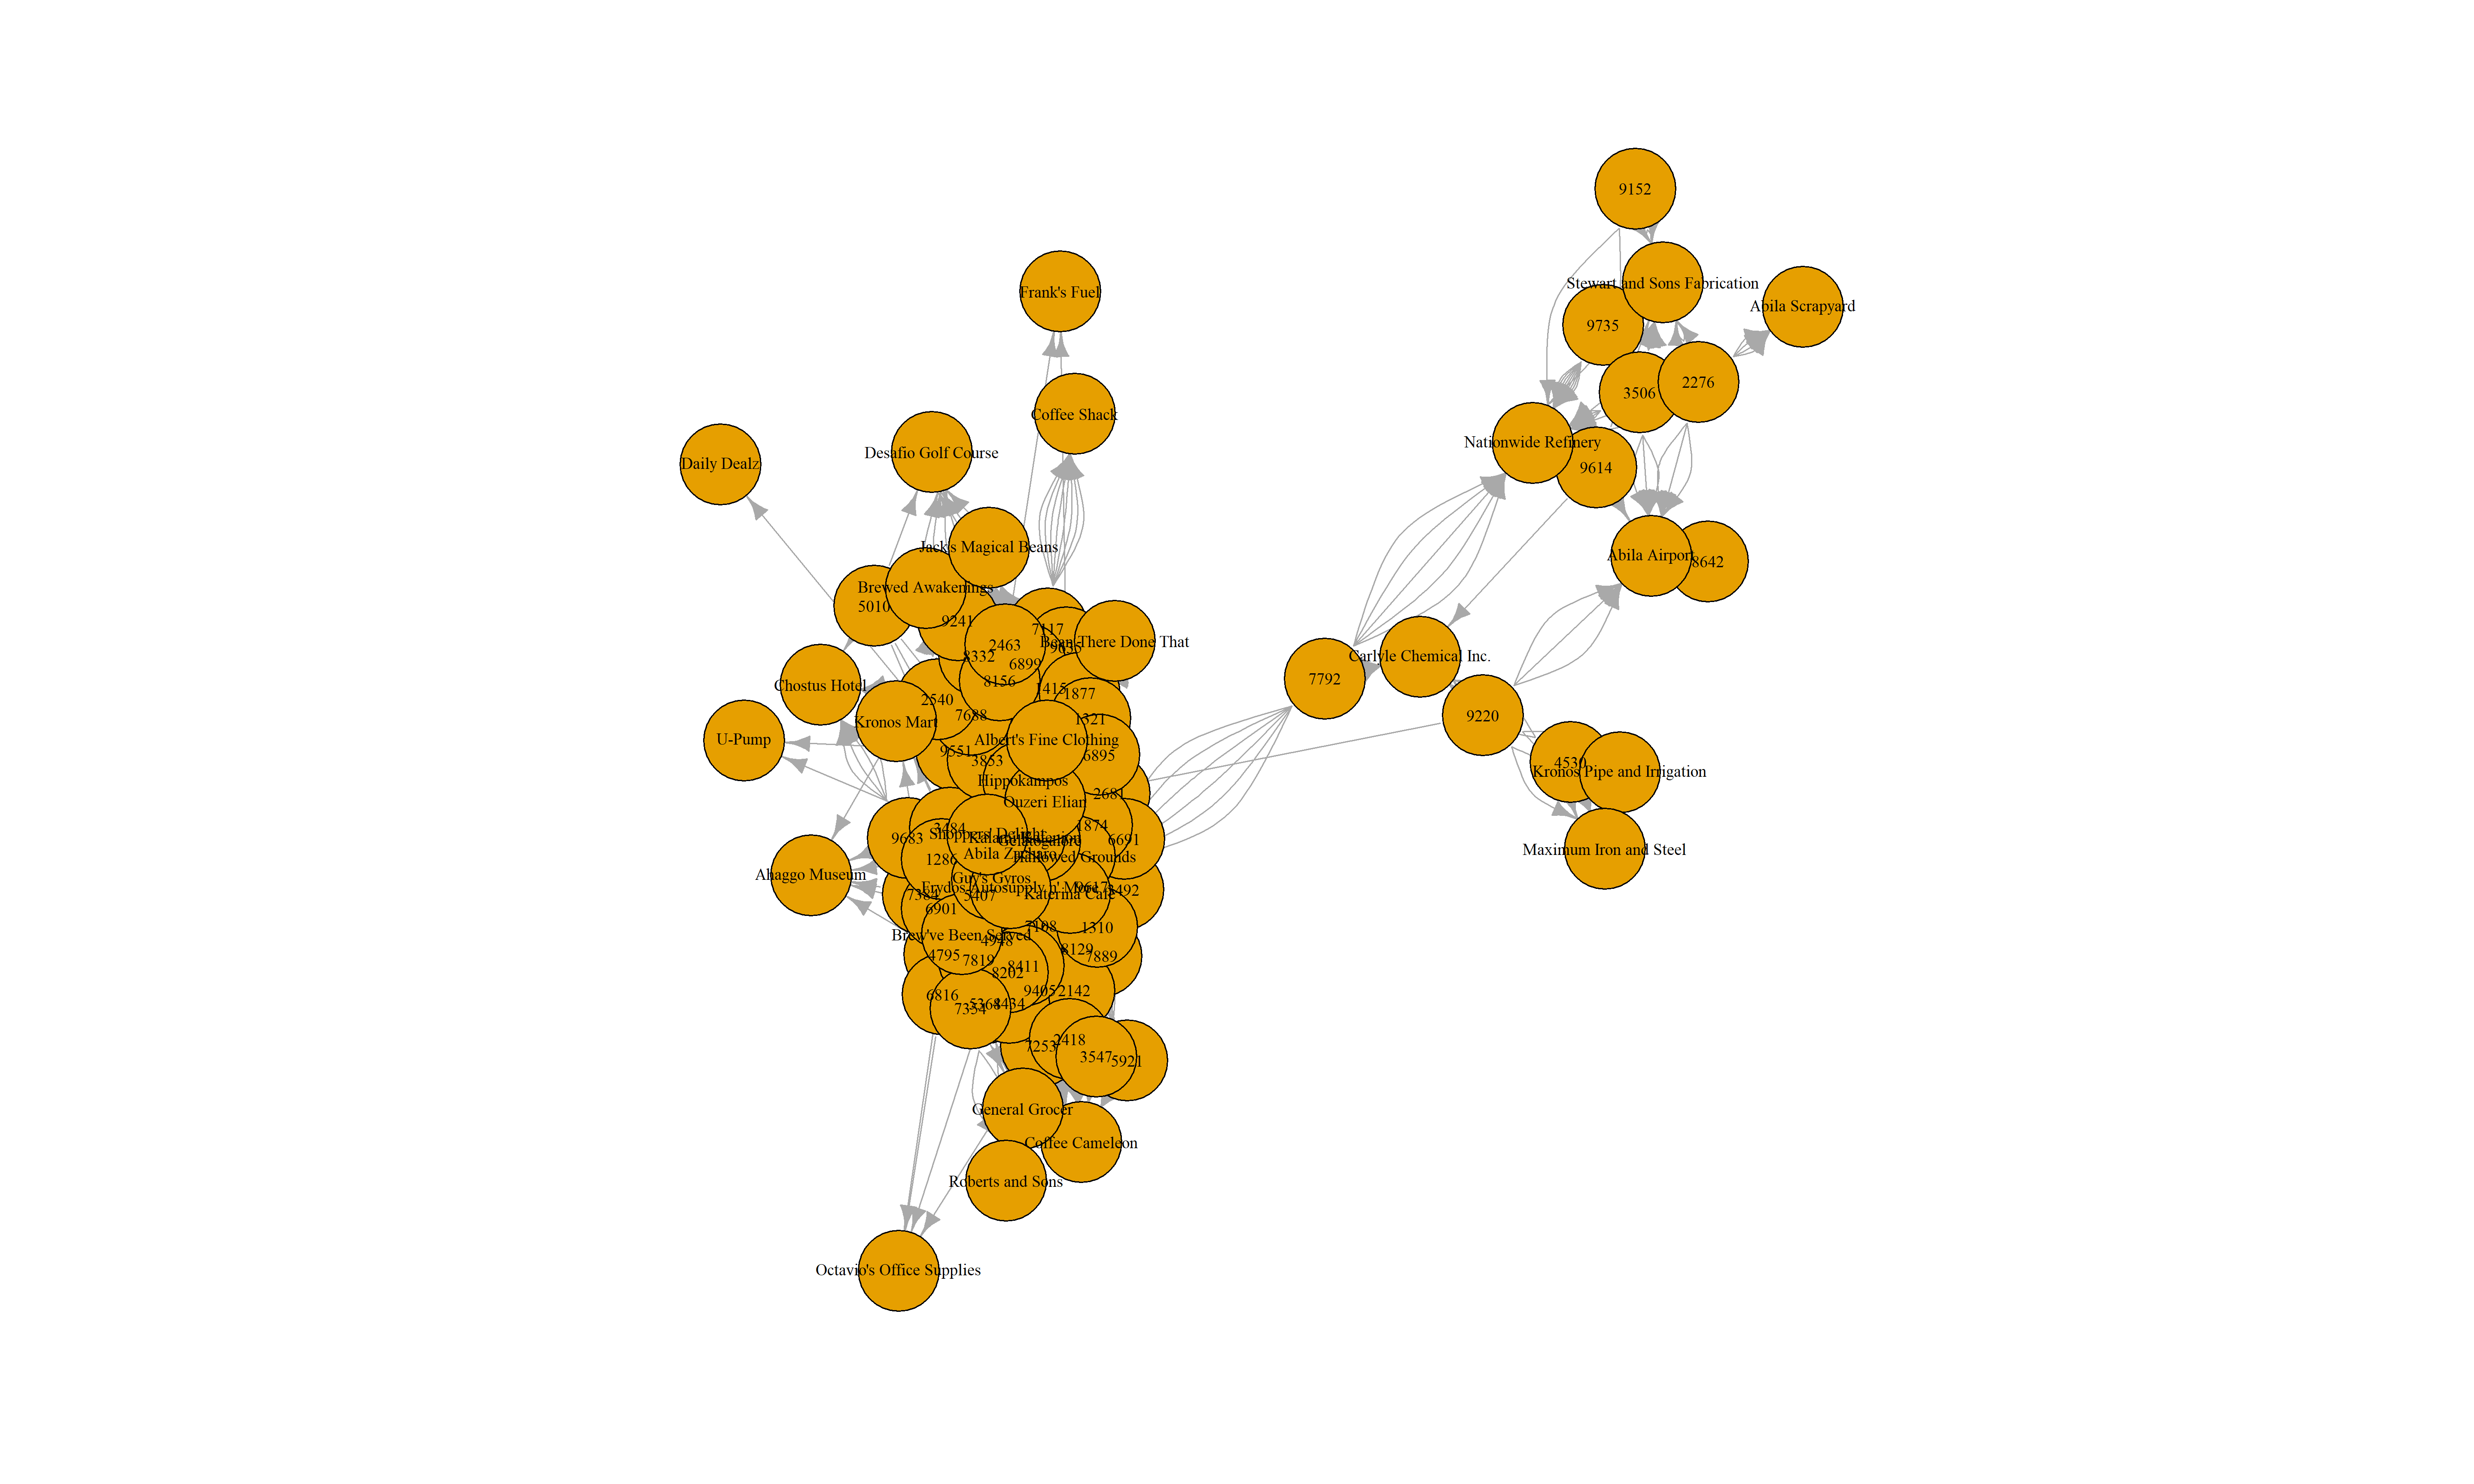 9152
Stewart and Sons Fabrication
Frank's Fuel
Abila Scrapyard
9735
2276
3506
Coffee Shack
Nationwide Refinery
Desafio Golf Course
Daily Dealz
9614
Jack's Magical Beans
Abila Airport
8642
Brewed Awakenings
5010
9241
7117
2463
Bean There Done That
8332
6899
Carlyle Chemical Inc.
7792
8156
Chostus Hotel
1415
1877
2540
7688
9220
1321
Kronos Mart
U-Pump
Albert's Fine Clothing
9551
6895
3853
4530
Kronos Pipe and Irrigation
Hippokampos
2681
Ouzeri Elian
3484
1874
Shoppers' Delight
9683
6691
Maximum Iron and Steel
Abila Zacharo
Hallowed Grounds
1286
Ahaggo Museum
Guy's Gyros
Frydos Autosupply n' More
9617
3492
7384
5407
Katerina Cafe
6901
7108
1310
Brew've Been Served
4948
8129
4795
7889
7819
8411
8202
6816
9405
2142
5368
7354
2418
7253
3547
5921
General Grocer
Coffee Cameleon
Roberts and Sons
Octavio's Office Supplies